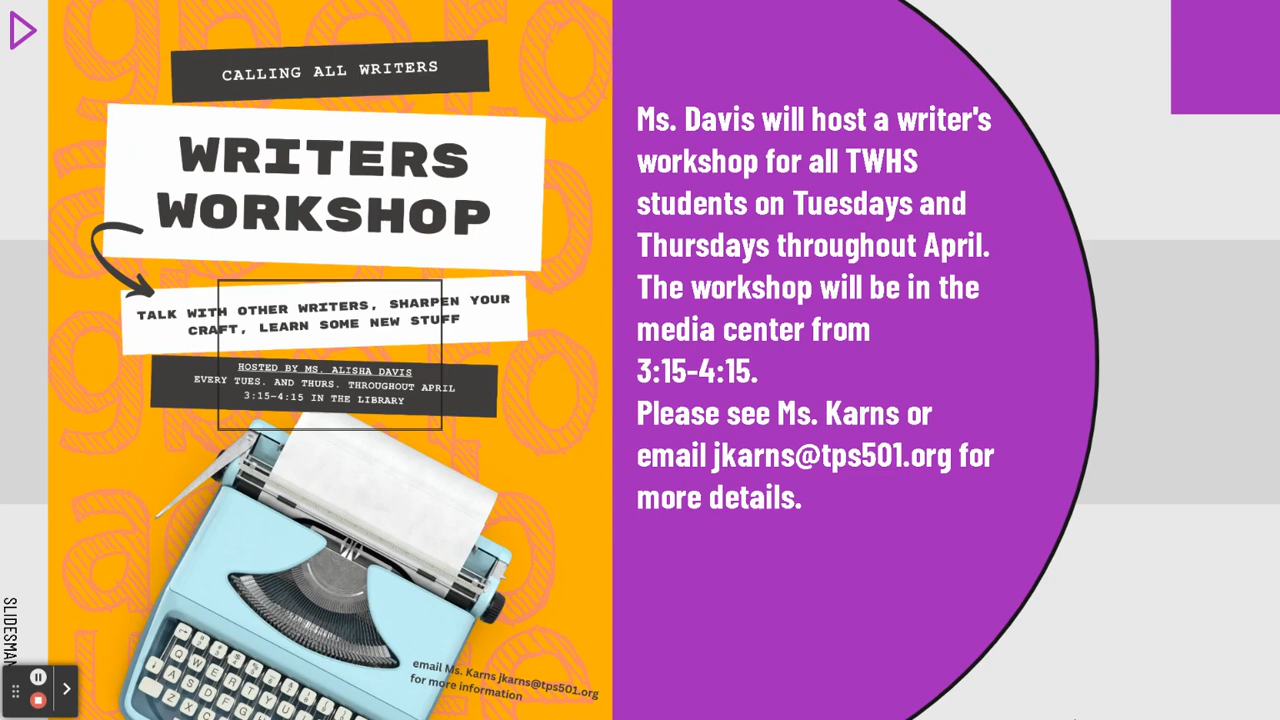 CALLING ALL WRITERS
WRITERS
WORKSHOP
TALK WITH OTHER WRITERS, SHARPEN YOUR
CRAFT, LEARN SOME NEW STUFF
HOSTED BY MS. ALISHA DAVIS
EVERY TUES. AND THURS. THROUGHOUT APRIL
3:15-4:15 IN THE LIBRARY
email Ms. Karns jkarns@tps501.org
for more information
Ms. Davis will host a writer's
workshop for all TWHS
students on Tuesdays and
Thursdays throughout April.
The workshop will be in the
media center from
3:15-4:15.
Please see Ms. Karns or
email jkarns@tps501.org for
more details.